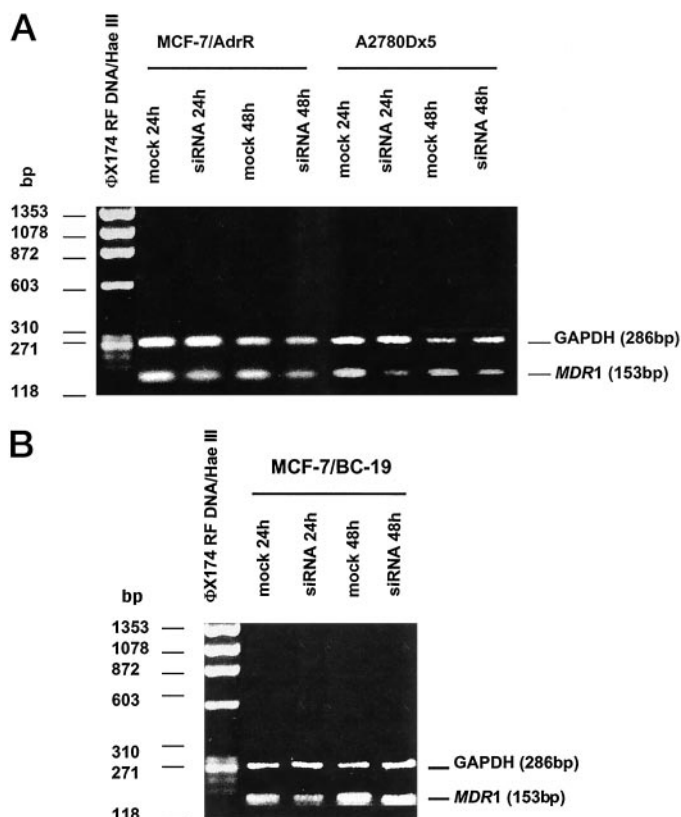 A
MCF-7/AdrR
A2780Dx5
ΦX174 RF DNA/Hae III
mock 24h
siRNA 24h
mock 48h
siRNA 48h
mock 24h
siRNA 24h
mock 48h
siRNA 48h
bp
1353
1078
872
603
310
271
118
GAPDH (286bp)
MDR1 (153bp)
B
MCF-7/BC-19
ΦX174 RF DNA/Hae III
mock 24h
siRNA 24h
mock 48h
siRNA 48h
bp
1353
1078
872
603
310
271
118
GAPDH (286bp)
MDR1 (153bp)